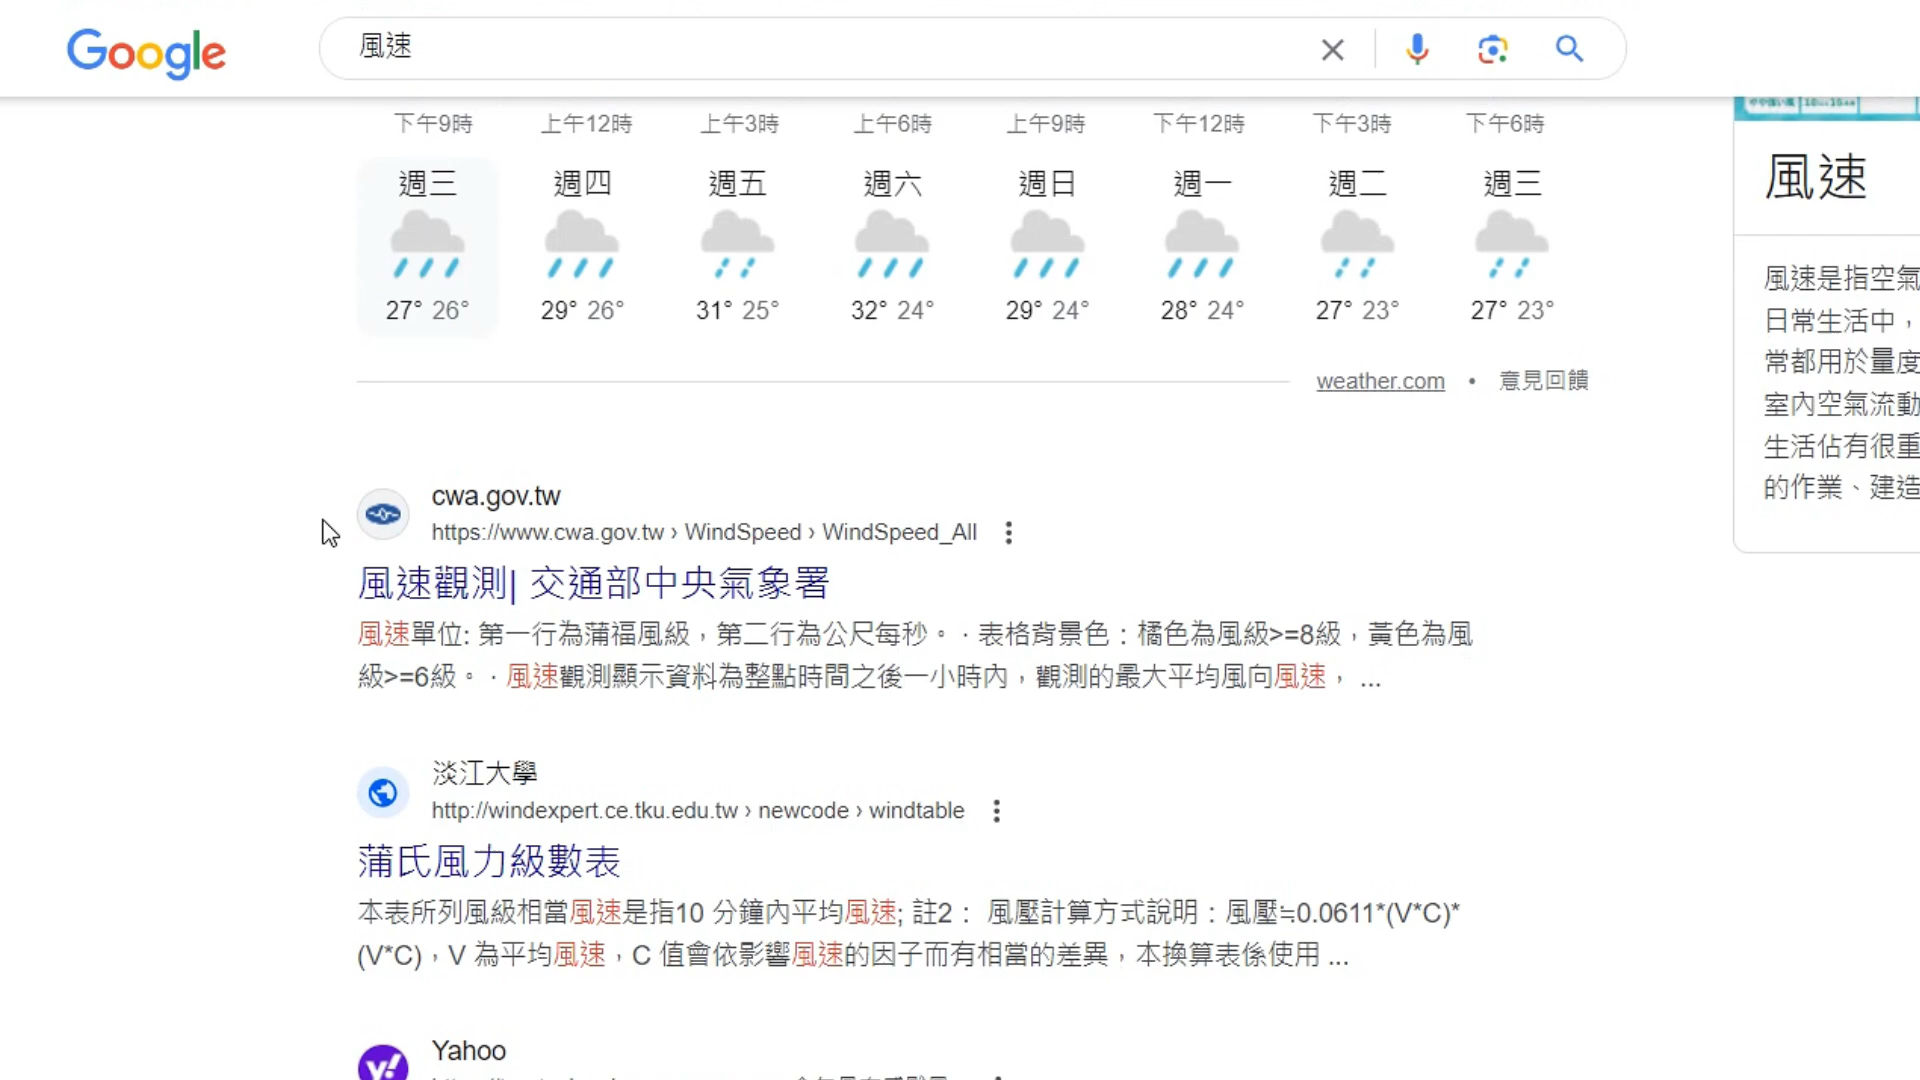 Google
風速
下午9時 上午12時 上午3時 上午6時 上午9時 下午12時 下午3時 下午6時
週三 週四 週五 週六 週日 週一 週二 週三
27° 26° 29° 26° 31° 25° 32° 24° 29° 24° 28° 24° 27° 23° 27° 23°
weather.com • 意見回饋
cwa.gov.tw
https://www.cwa.gov.tw › WindSpeed › WindSpeed_All
風速觀測| 交通部中央氣象署
風速單位: 第一行為蒲福風級，第二行為公尺每秒。 · 表格背景色：橘色為風級>=8級，黃色為風
級>=6級。 · 風速觀測顯示資料為整點時間之後一小時內，觀測的最大平均風向風速， ...
淡江大學
http://windexpert.ce.tku.edu.tw › newcode › windtable
蒲氏風力級數表
本表所列風級相當風速是指10 分鐘內平均風速; 註2： 風壓計算方式說明：風壓≒0.0611*(V*C)*
(V*C)，V 為平均風速，C 值會依影響風速的因子而有相當的差異，本換算表係使用 ...
Yahoo
風速
風速是指空氣
日常生活中，
常都用於量度
室內空氣流動
生活佔有很重
的作業、建造